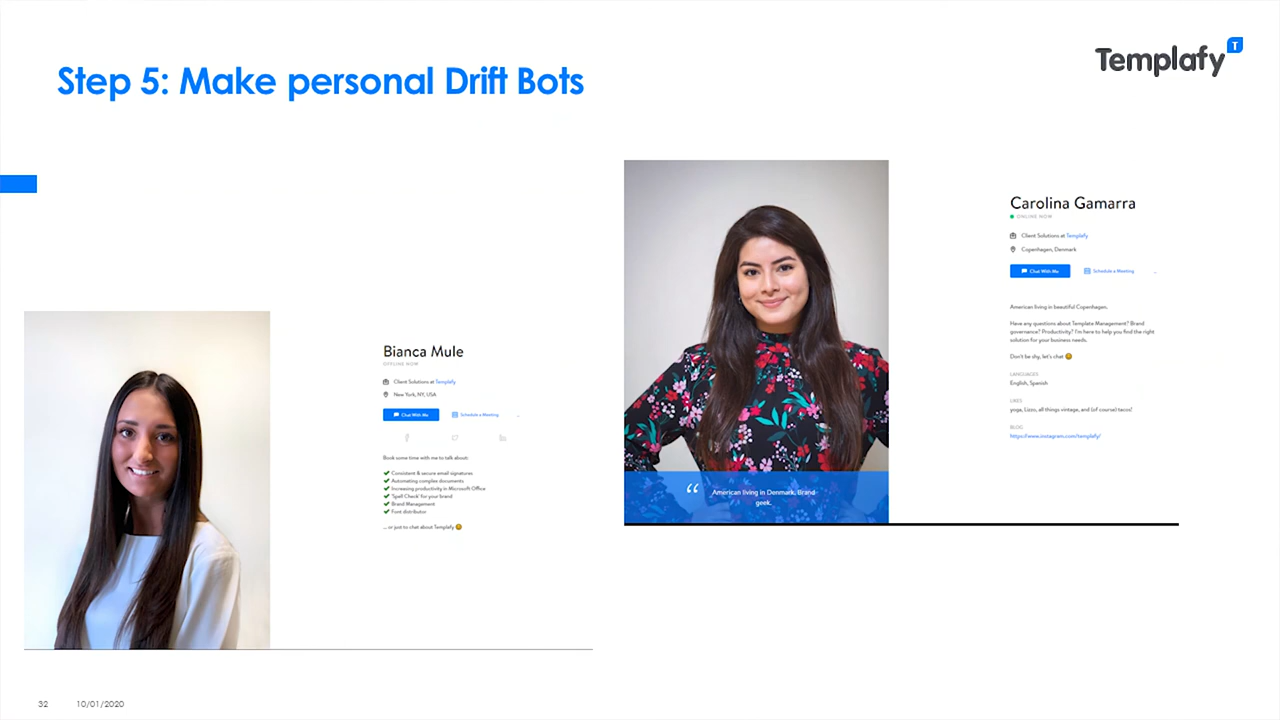 Step 5: Make personal Drift Bots
Templafy
T
Bianca Mule
OFFLINE NOW
Client Solutions at Templafy
New York, NY, USA
Chat With Me
Schedule a Meeting
...
Book some time with me to talk about:
Consistent & secure email signatures
Automating complex documents
Increasing productivity in Microsoft Office
'Spell Check' for your brand
Brand Management
Font distributor
... or just to chat about Templafy 😀
“ American living in Denmark, Brand
geek.
Carolina Gamarra
ONLINE NOW
Client Solutions at Templafy
Copenhagen, Denmark
Chat With Me
Schedule a Meeting
...
American living in beautiful Copenhagen.
Have any questions about Template Management? Brand
governance? Productivity? I'm here to help you find the right
solution for your business needs.
Don't be shy, let's chat 😀
LANGUAGES
English, Spanish
LIKES
yoga, Lizzo, all things vintage, and (of course) tacos!
BLOG
https://www.instagram.com/templafy/
32 10/01/2020